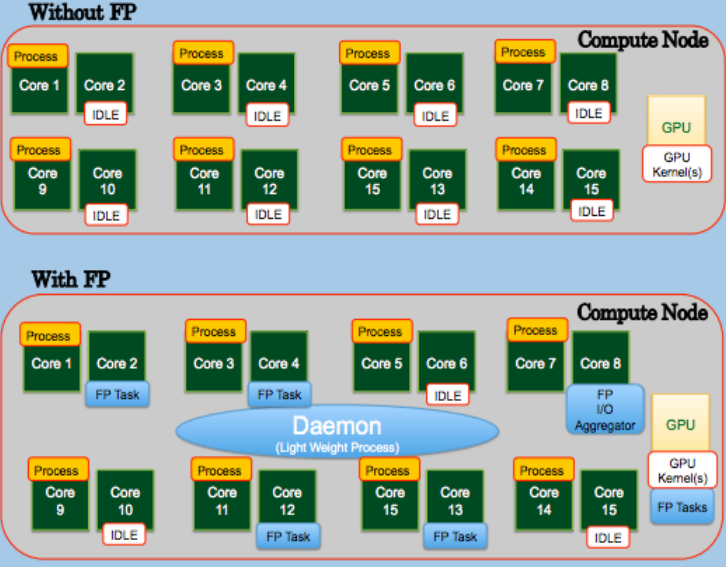 Without FP
Compute Node
Process
Core 1
Core 2
IDLE
Process
Core 3
Core 4
IDLE
Process
Core 5
Core 6
IDLE
Process
Core 7
Core 8
IDLE
GPU
GPU
Kernel(s)
Process
Core
9
Core
10
IDLE
Process
Core
11
Core
12
IDLE
Process
Core
15
Core
13
IDLE
Process
Core
14
Core
15
IDLE
With FP
Compute Node
Process
Core 1
Core 2
FP Task
Process
Core 3
Core 4
FP Task
Process
Core 5
Core 6
IDLE
Process
Core 7
Core 8
FP
I/O
Aggregator
Daemon
(Light Weight Process)
GPU
GPU
Kernel(s)
FP Tasks
Process
Core
9
Core
10
IDLE
Process
Core
11
Core
12
FP Task
Process
Core
15
Core
13
FP Task
Process
Core
14
Core
15
IDLE